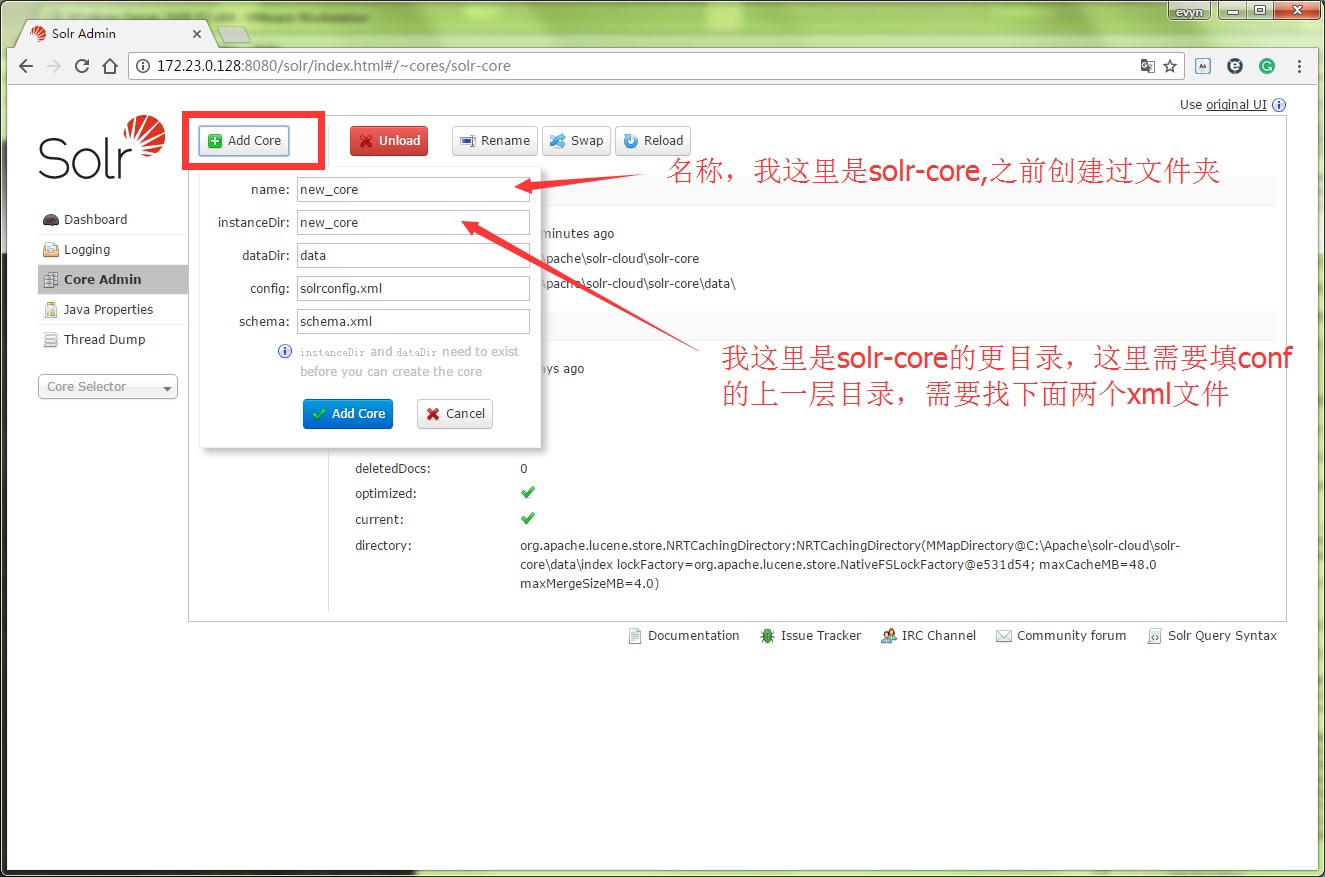 evyn
Solr Admin
172.23.0.128:8080/solr/index.html#/~cores/solr-core
Use original UI
Solr
Add Core
Unload
Rename
Swap
Reload
名称，我这里是solr-core,之前创建过文件夹
name: new_core
instanceDir: new_core
dataDir: data
config: solrconfig.xml
schema: schema.xml
instanceDir and dataDir need to exist
before you can create the core
Add Core
Cancel
Dashboard
Logging
Core Admin
Java Properties
Thread Dump
Core Selector
minutes ago
\pache\solr-cloud\solr-core
\pache\solr-cloud\solr-core\data\
ays ago
我这里是solr-core的更目录，这里需要填conf
的上一层目录，需要找下面两个xml文件
deletedDocs: 0
optimized:
current:
directory: org.apache.lucene.store.NRTCachingDirectory:NRTCachingDirectory(MMapDirectory@C:\Apache\solr-cloud\solr-
core\data\index lockFactory=org.apache.lucene.store.NativeFSLockFactory@e531d54; maxCacheMB=48.0
maxMergeSizeMB=4.0)
Documentation
Issue Tracker
IRC Channel
Community forum
Solr Query Syntax